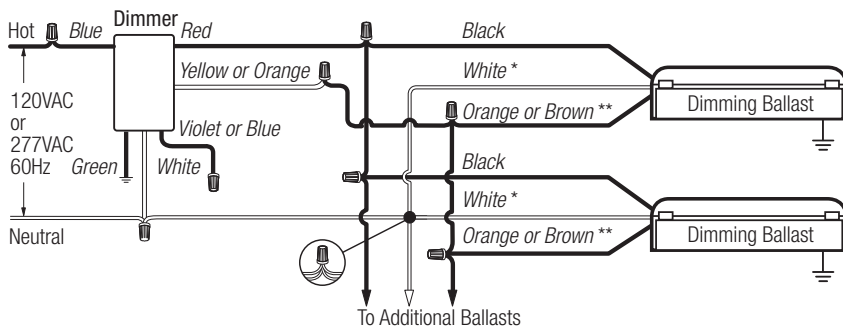 Dimmer
Hot
Blue
Red
Black
Yellow or Orange
White *
120VAC
or
277VAC
60Hz
Orange or Brown **
Dimming Ballast
Violet or Blue
Green
White
Black
White *
Neutral
Orange or Brown **
Dimming Ballast
To Additional Ballasts